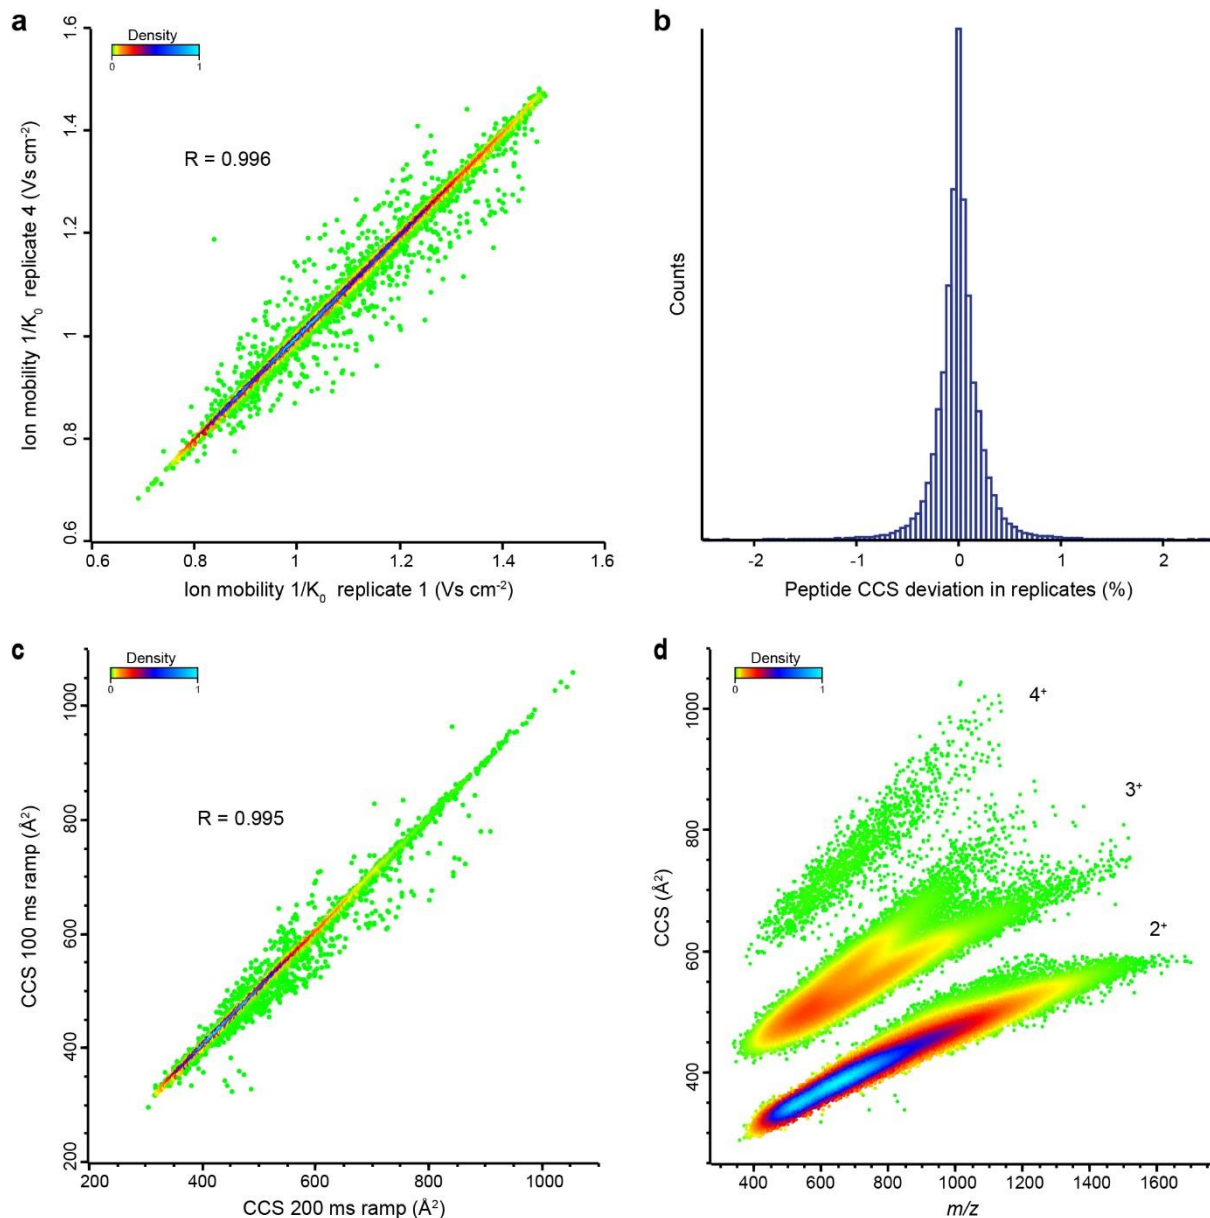 a
Density
0 1
R = 0.996
Ion mobility 1/K₀ replicate 4 (Vs cm⁻²)
1.6
1.4
1.2
1
0.8
0.6
0.6 0.8 1 1.2 1.4 1.6
Ion mobility 1/K₀ replicate 1 (Vs cm⁻²)
b
Counts
-2 -1 0 1 2
Peptide CCS deviation in replicates (%)
c
Density
0 1
R = 0.995
CCS 100 ms ramp (Å²)
1000
800
600
400
200
200 400 600 800 1000
CCS 200 ms ramp (Å²)
d
Density
0 1
4⁺
3⁺
2⁺
CCS (Å²)
1000
800
600
400
400 600 800 1000 1200 1400 1600
m/z